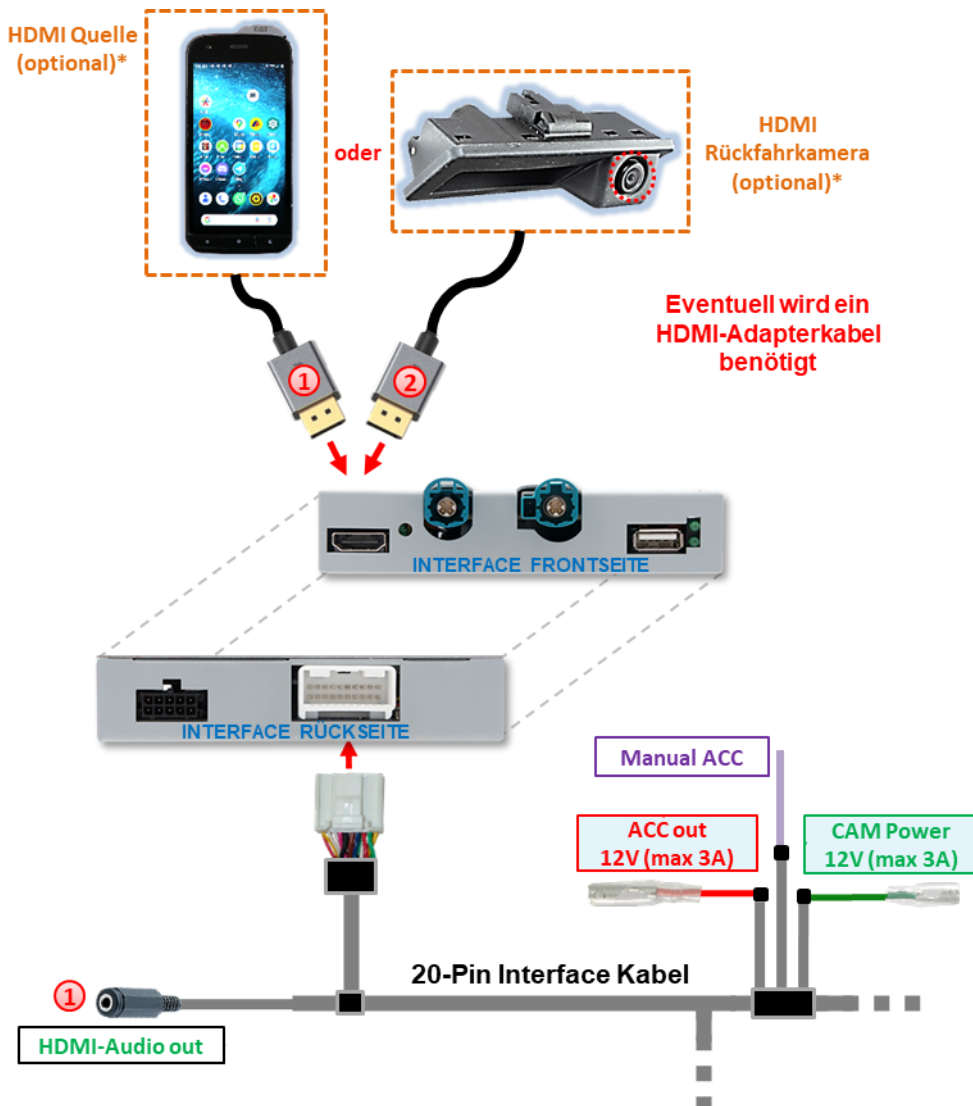 HDMI Quelle
(optional)*
oder
HDMI
Rückfahrkamera
(optional)*
Eventuell wird ein
HDMI-Adapterkabel
benötigt
1
2
INTERFACE FRONTSEITE
INTERFACE RÜCKSEITE
Manual ACC
ACC out
12V (max 3A)
CAM Power
12V (max 3A)
20-Pin Interface Kabel
1
HDMI-Audio out